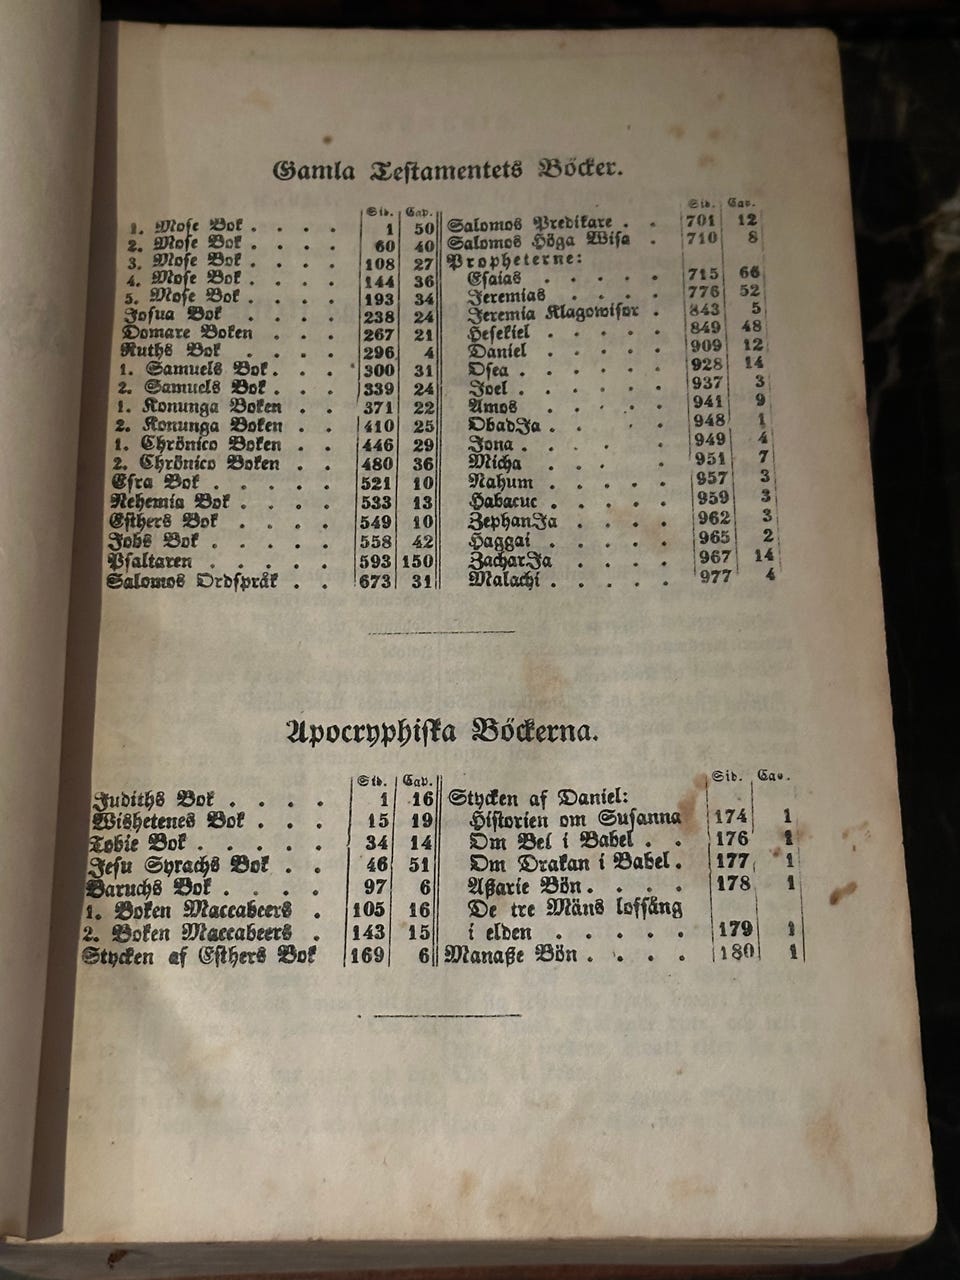 Gamla Testamentets Böcker.
Sid. Cap.
1. Mose Bok . . . . 1 50
2. Mose Bok . . . . 60 40
3. Mose Bok . . . . 108 27
4. Mose Bok . . . . 144 36
5. Mose Bok . . . . 193 34
Josua Bok . . . . 238 24
Domare Boken . . . 267 21
Ruths Bok . . . . 296 4
1. Samuels Bok . . . 300 31
2. Samuels Bok . . . 339 24
1. Konunga Boken . . 371 22
2. Konunga Boken . . 410 25
1. Chrönico Boken . . 446 29
2. Chrönico Boken . . 480 36
Esra Bok . . . . . 521 10
Nehemia Bok . . . . 533 13
Esthers Bok . . . . 549 10
Jobs Bok . . . . . 558 42
Psaltaren . . . . . 593 150
Salomos Ordspråk . . 673 31
Sid. Cap.
Salomos Predikare . . 701 12
Salomos Höga Wisa . 710 8
Propheterne:
Esaias . . . . . 715 66
Jeremias . . . . 776 52
Jeremia Klagowisor . 843 5
Hesekiel . . . . . 849 48
Daniel . . . . . 909 12
Osea . . . . . 928 14
Joel . . . . . 937 3
Amos . . . . . 941 9
ObadJa . . . . 948 1
Jona . . . . . 949 4
Micha . . . . 951 7
Nahum . . . . . 957 3
Habacuc . . . . . 959 3
ZephanJa . . . . 962 3
Haggai . . . . . 965 2
ZacharJa . . . . 967 14
Malachi . . . . . 977 4
Apocryphiska Böckerna.
Sid. Cap.
Judiths Bok . . . . 1 16
Wishetenes Bok . . . 15 19
Tobie Bok . . . . . 34 14
Jesu Syrachs Bok . . 46 51
Baruchs Bok . . . . 97 6
1. Boken Maccabeers . 105 16
2. Boken Maccabeers . 143 15
Stycken af Esthers Bok 169 6
Sid. Cap.
Stycken af Daniel:
Historien om Susanna 174 1
Om Bel i Babel . . 176 1
Om Drakan i Babel . 177 1
Aßarie Bön . . . . 178 1
De tre Mäns loffång
i elden . . . . . 179 1
Manaße Bön . . . . 180 1